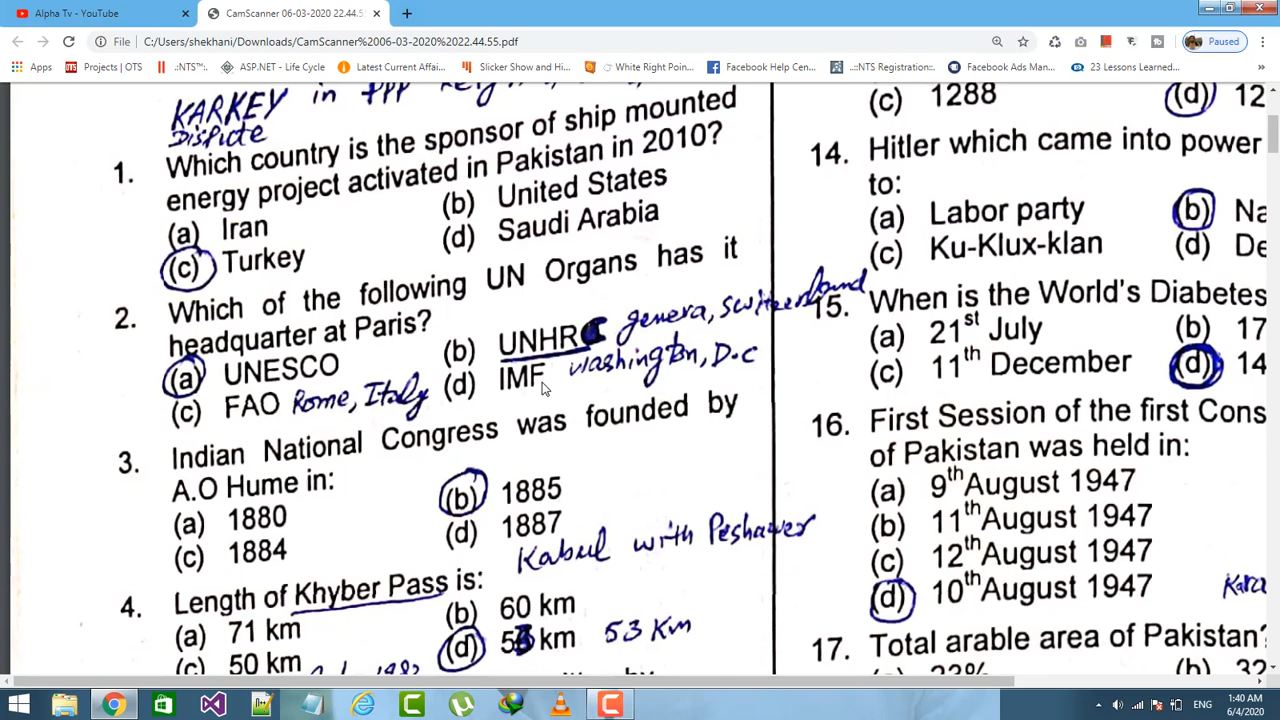 Alpha Tv - YouTube
CamScanner 06-03-2020 22.44.5
File
C:/Users/shekhani/Downloads/CamScanner%2006-03-2020%2022.44.55.pdf
Paused
Apps
Projects | OTS
.:NTS™:.
ASP.NET - Life Cycle
Latest Current Affai...
Slider Show and Hi...
White Right Poin...
Facebook Help Cen...
.::NTS Registration:...
Facebook Ads Man...
23 Lessons Learned...
KARKEY in PPP
Dispute
1. Which country is the sponsor of ship mounted
energy project activated in Pakistan in 2010?
(a) Iran (b) United States
(c) Turkey (d) Saudi Arabia
2. Which of the following UN Organs has it
headquarter at Paris?
(a) UNESCO (b) UNHRC geneva, Switzerland
(c) FAO Rome, Italy (d) IMF Washington, D.c
3. Indian National Congress was founded by
A.O Hume in:
(a) 1880 (b) 1885
(c) 1884 (d) 1887
Kabul with Peshawer
4. Length of Khyber Pass is:
(a) 71 km (b) 60 km
(c) 50 km (d) 53 km 53 Km
(c) 1288 (d) 12
14. Hitler which came into power
to:
(a) Labor party (b) Na
(c) Ku-Klux-klan (d) De
15. When is the World's Diabetes
(a) 21st July (b) 17
(c) 11th December (d) 14
16. First Session of the first Cons
of Pakistan was held in:
(a) 9th August 1947
(b) 11th August 1947
(c) 12th August 1947
(d) 10th August 1947
17. Total arable area of Pakistan?
(b) 32
ENG
1:40 AM
6/4/2020